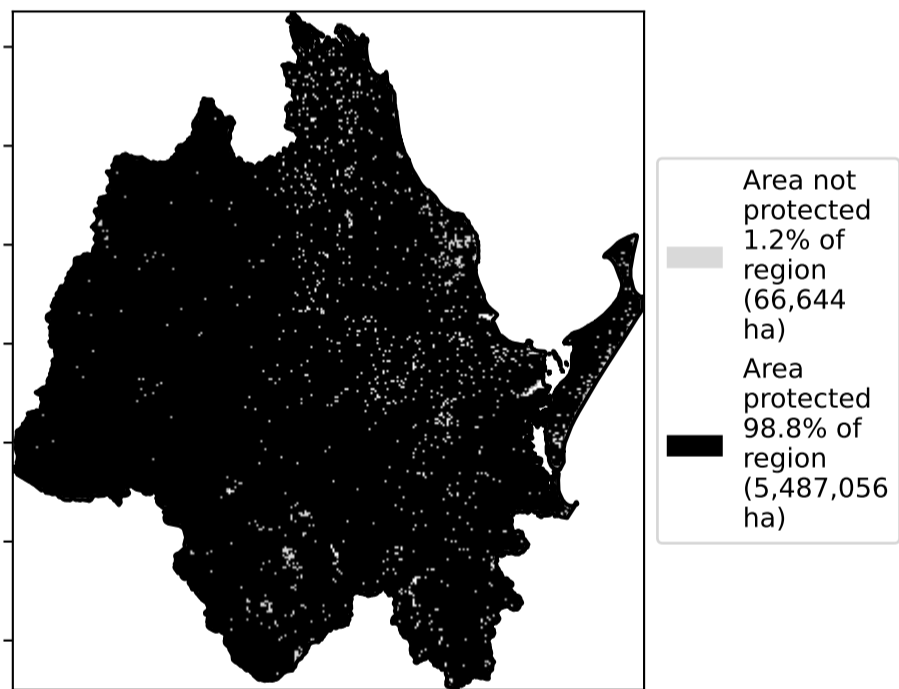 Area not
protected
1.2% of
region
(66,644
ha)
Area
protected
98.8% of
region
(5,487,056
ha)